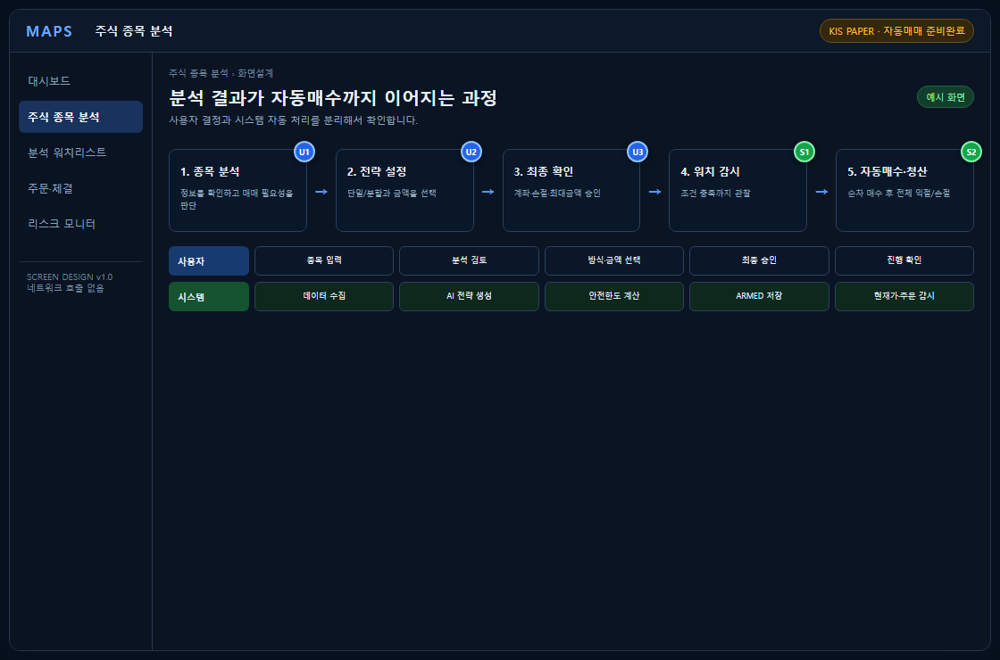 MAPS 주식 종목 분석 KIS PAPER · 자동매매 준비완료
대시보드
주식 종목 분석
분석 워치리스트
주문·체결
리스크 모니터
SCREEN DESIGN v1.0
네트워크 호출 없음
주식 종목 분석 › 화면설계
분석 결과가 자동매수까지 이어지는 과정
예시 화면
사용자 결정과 시스템 자동 처리를 분리해서 확인합니다.
U1
1. 종목 분석
정보를 확인하고 매매 필요성을
판단
→
U2
2. 전략 설정
단일/분할과 금액을 선택
→
U3
3. 최종 확인
계좌·손절·최대금액 승인
→
S1
4. 워치 감시
조건 충족까지 관찰
→
S2
5. 자동매수·청산
순차 매수 후 전체 익절/손절
사용자 종목 입력 분석 검토 방식·금액 선택 최종 승인 진행 확인
시스템 데이터 수집 AI 전략 생성 안전한도 계산 ARMED 저장 현재가·주문 감시